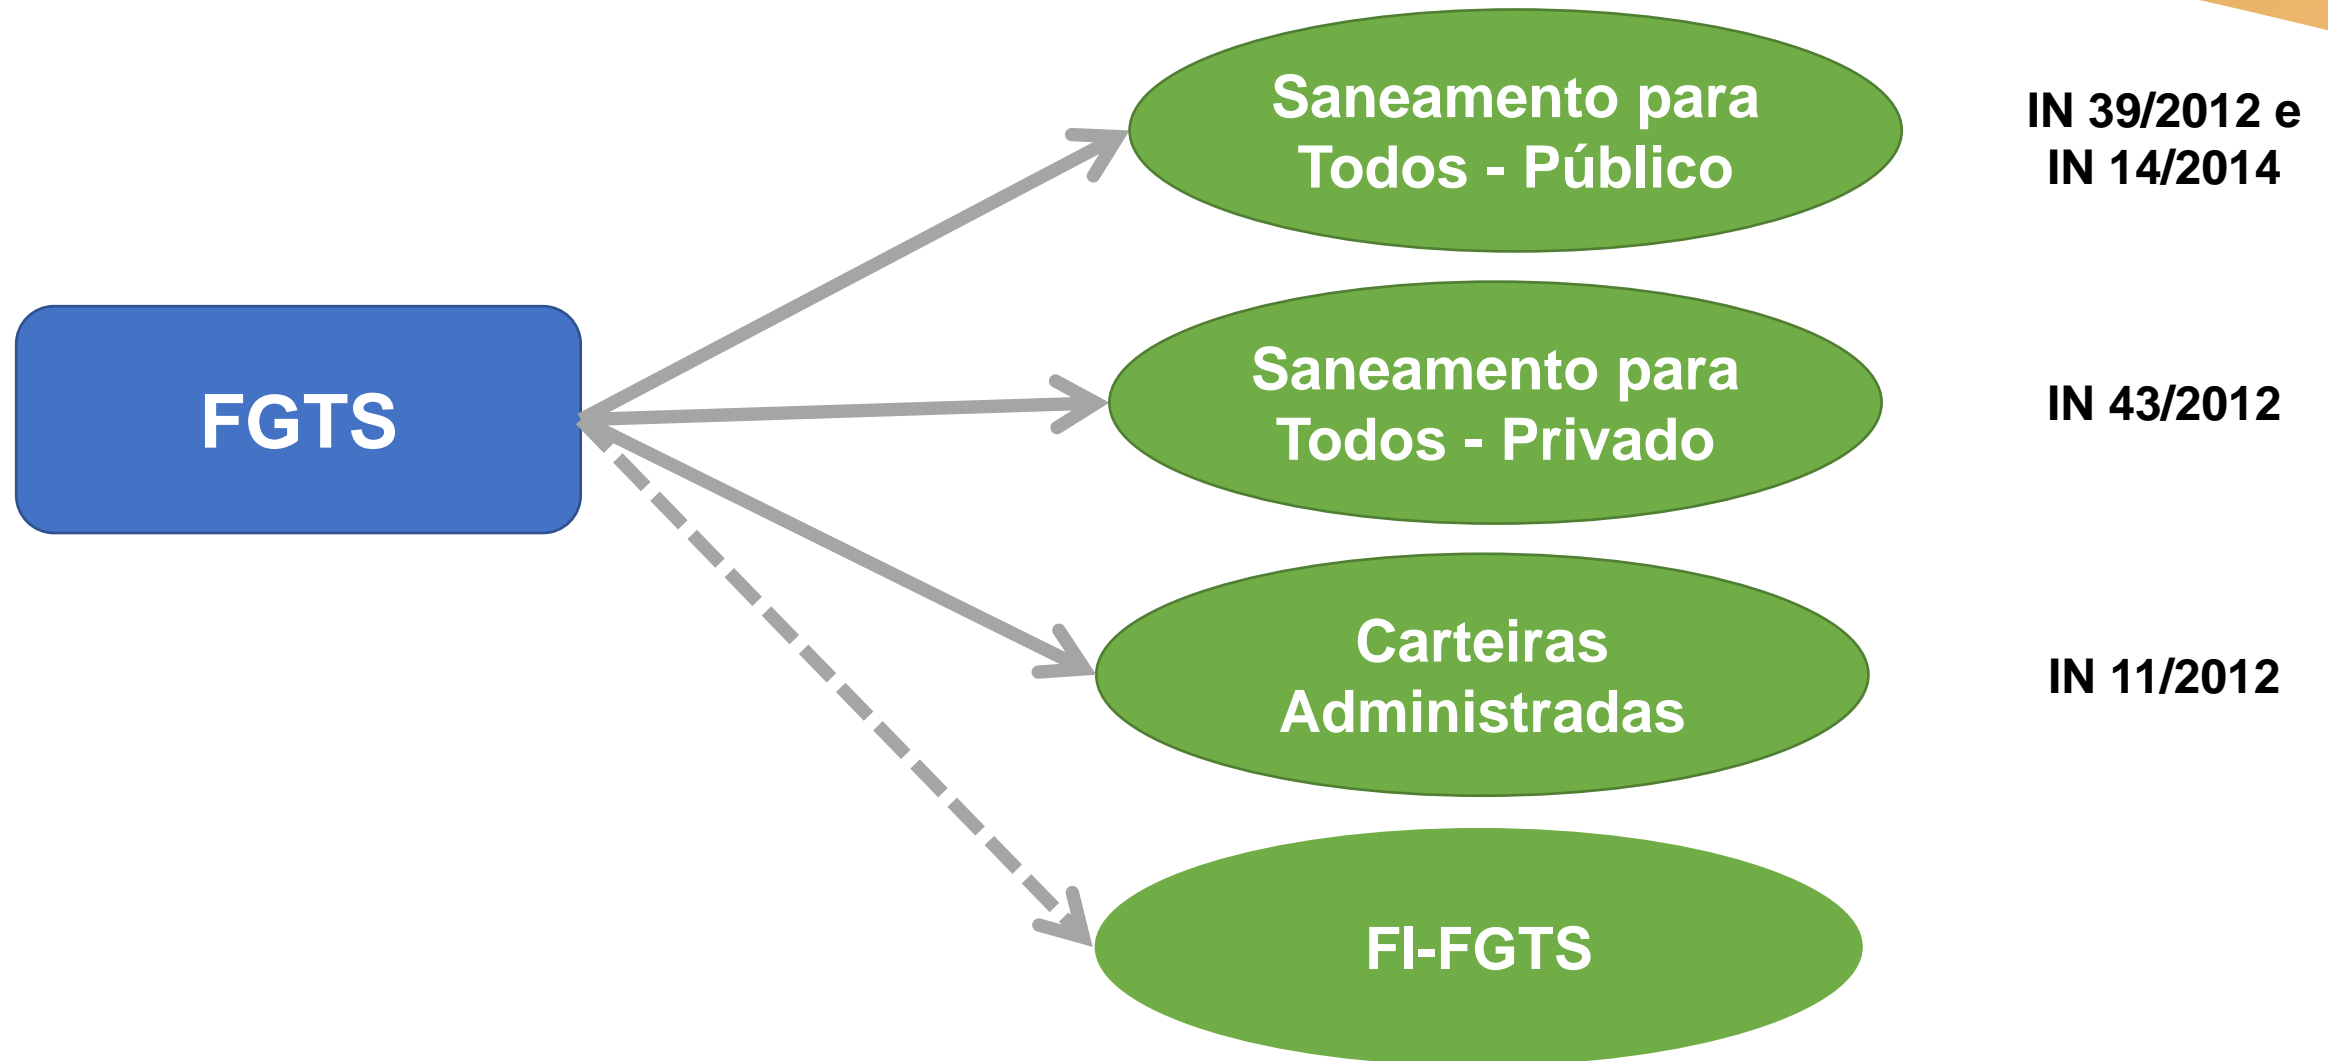 Saneamento para
Todos - Público
IN 39/2012 e
IN 14/2014
FGTS
Saneamento para
Todos - Privado
IN 43/2012
Carteiras
Administradas
IN 11/2012
FI-FGTS